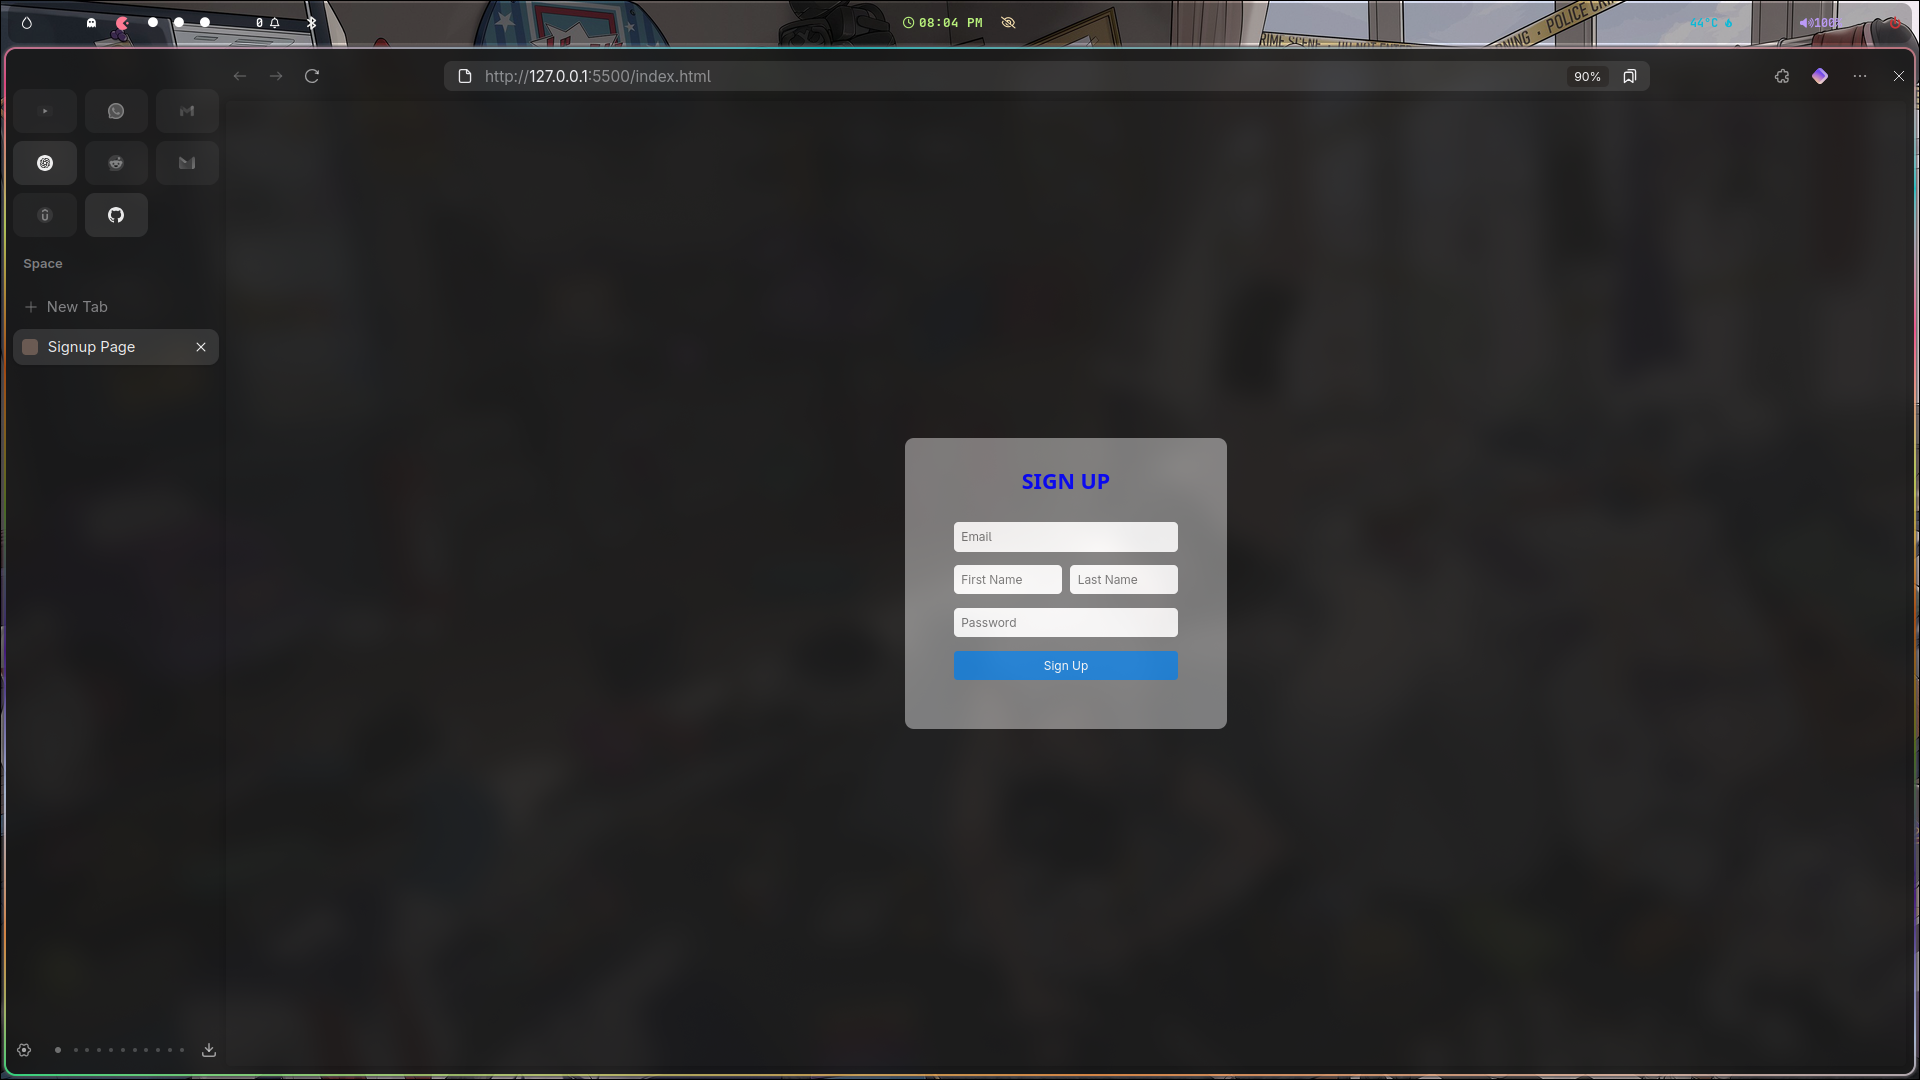 0
08:04 PM
POLICE
44°C
100%
http://127.0.0.1:5500/index.html
90%
Space
New Tab
Signup Page
SIGN UP
Email
First Name Last Name
Password
Sign Up